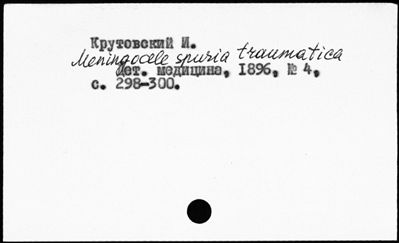 Крутовский И.
Meningocele spuria traumatica
Дет. медицина, 1896, № 4,
с. 298-300.